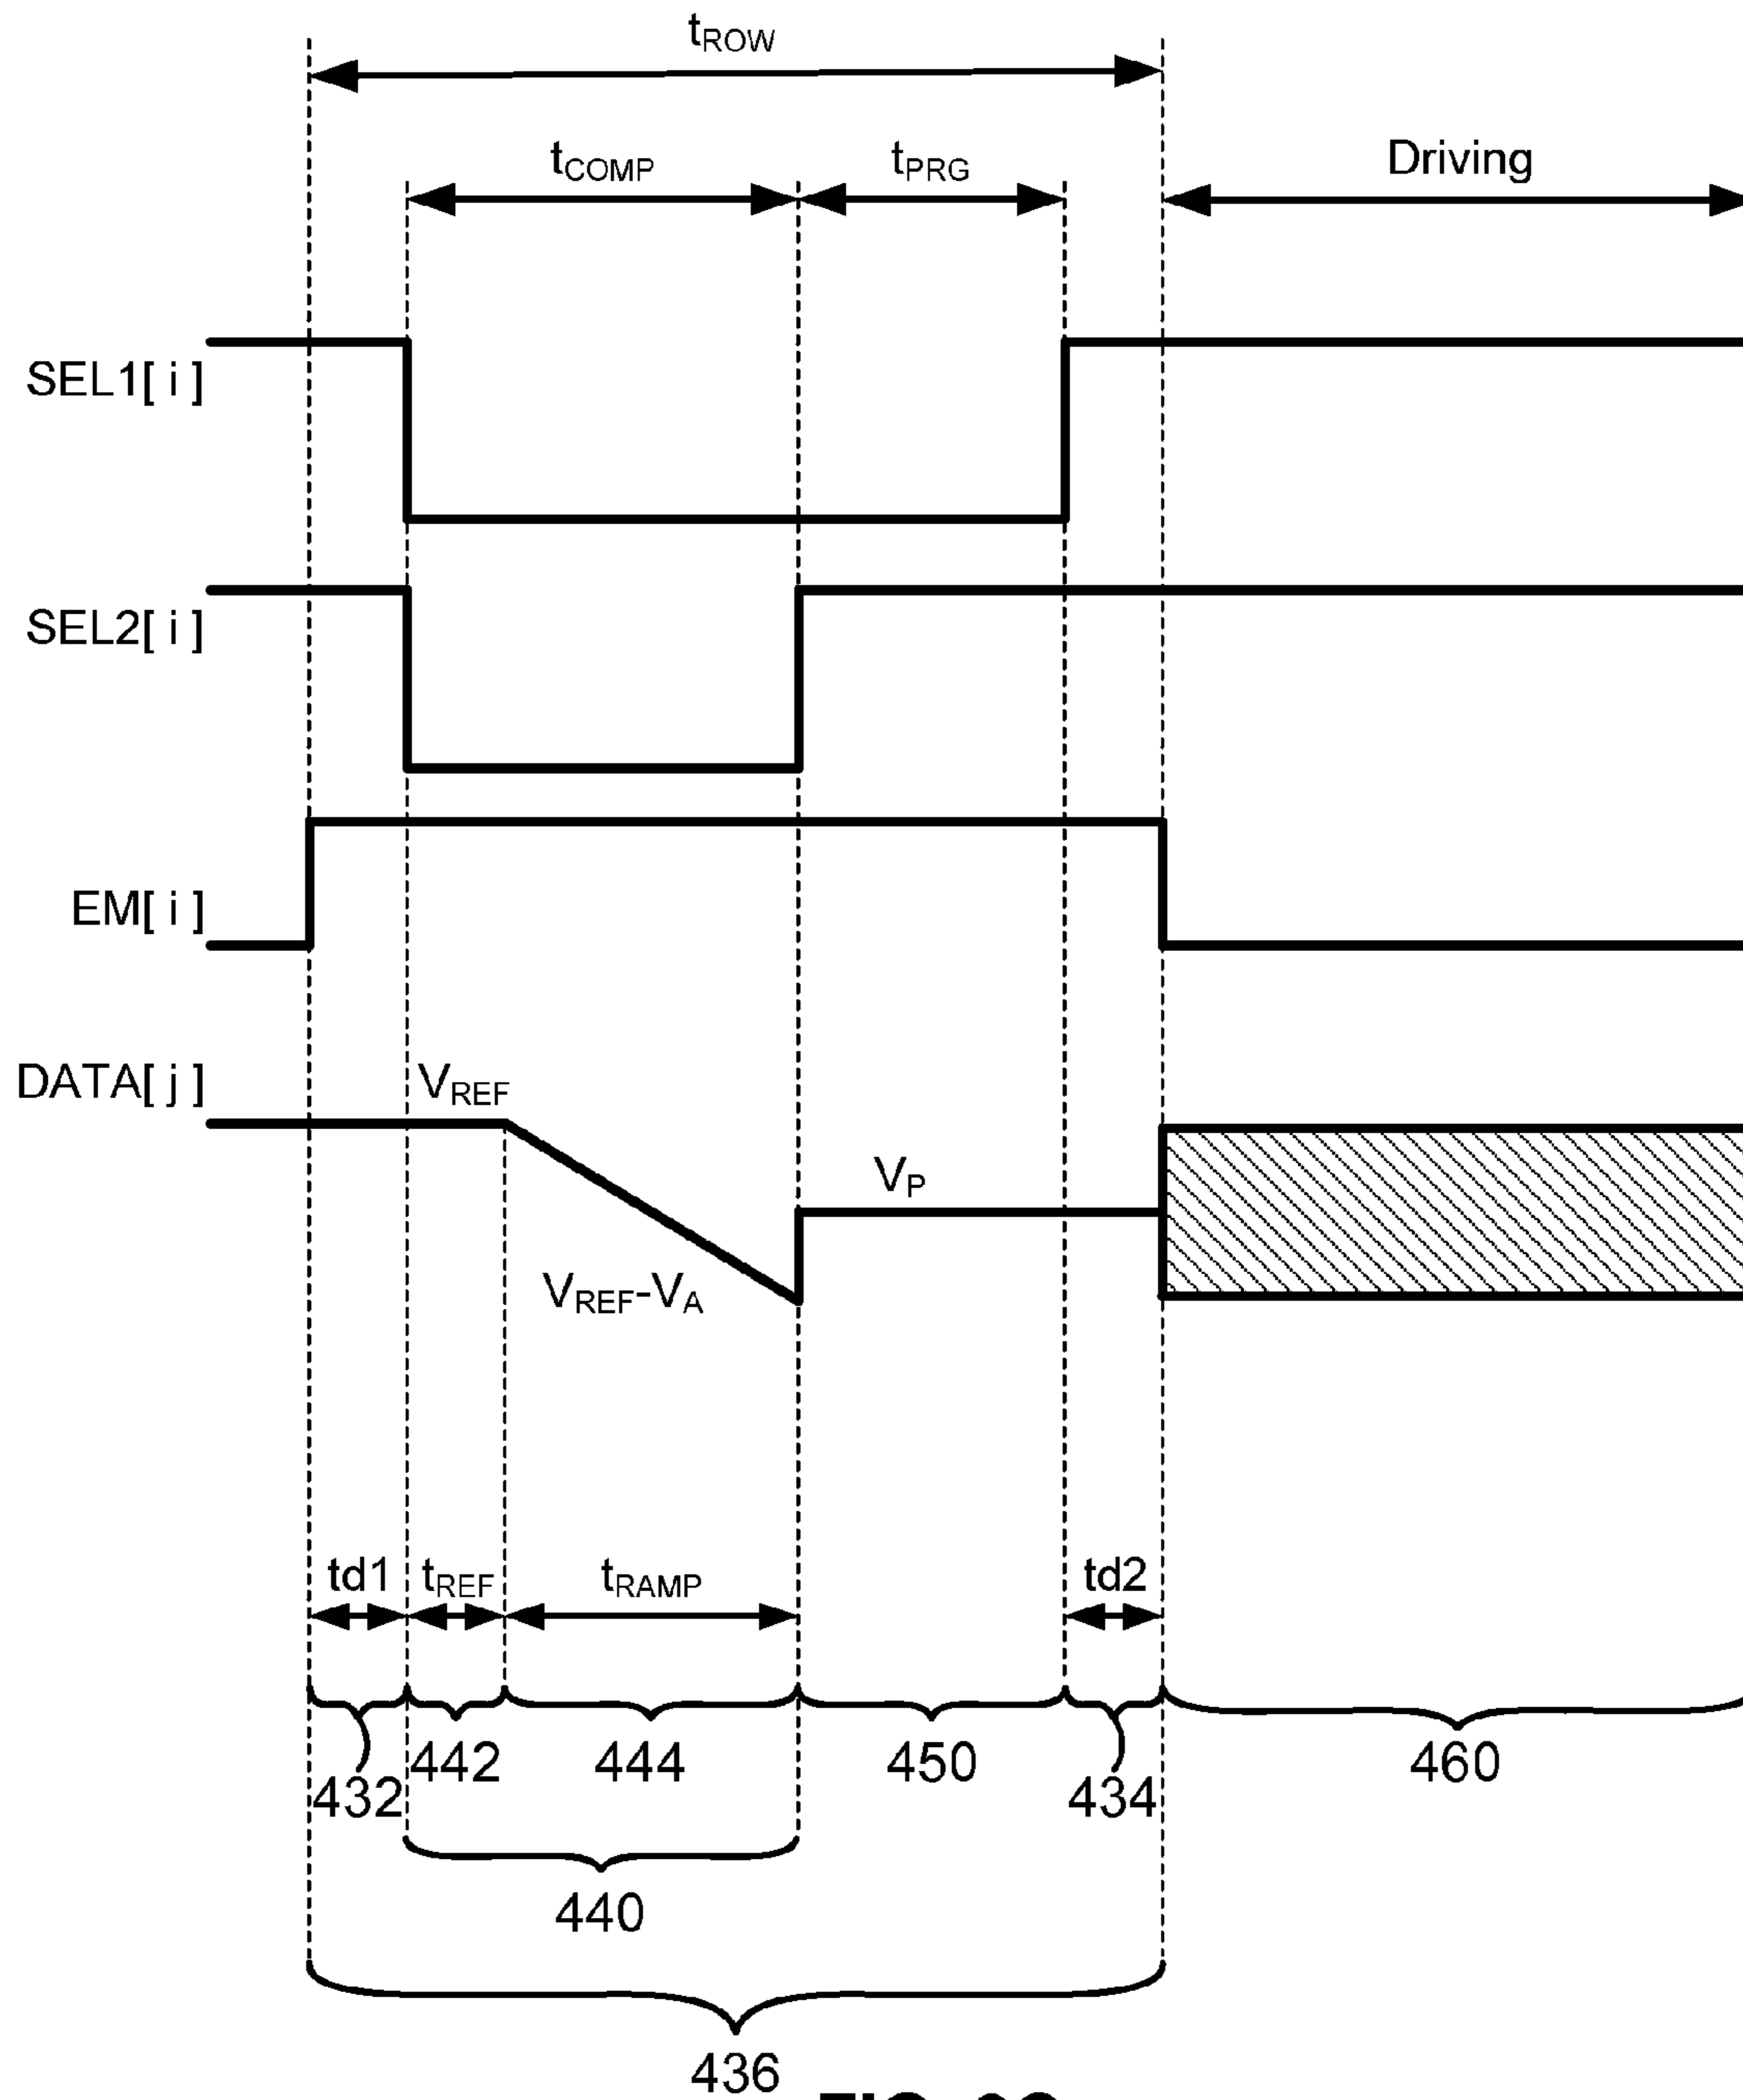 tROW
tCOMP
tPRG
Driving
SEL1[ i ]
SEL2[ i ]
EM[ i ]
DATA[ j ]
VREF
VP
VREF-VA
td1
tREF
tRAMP
td2
432
442
444
450
434
460
440
436